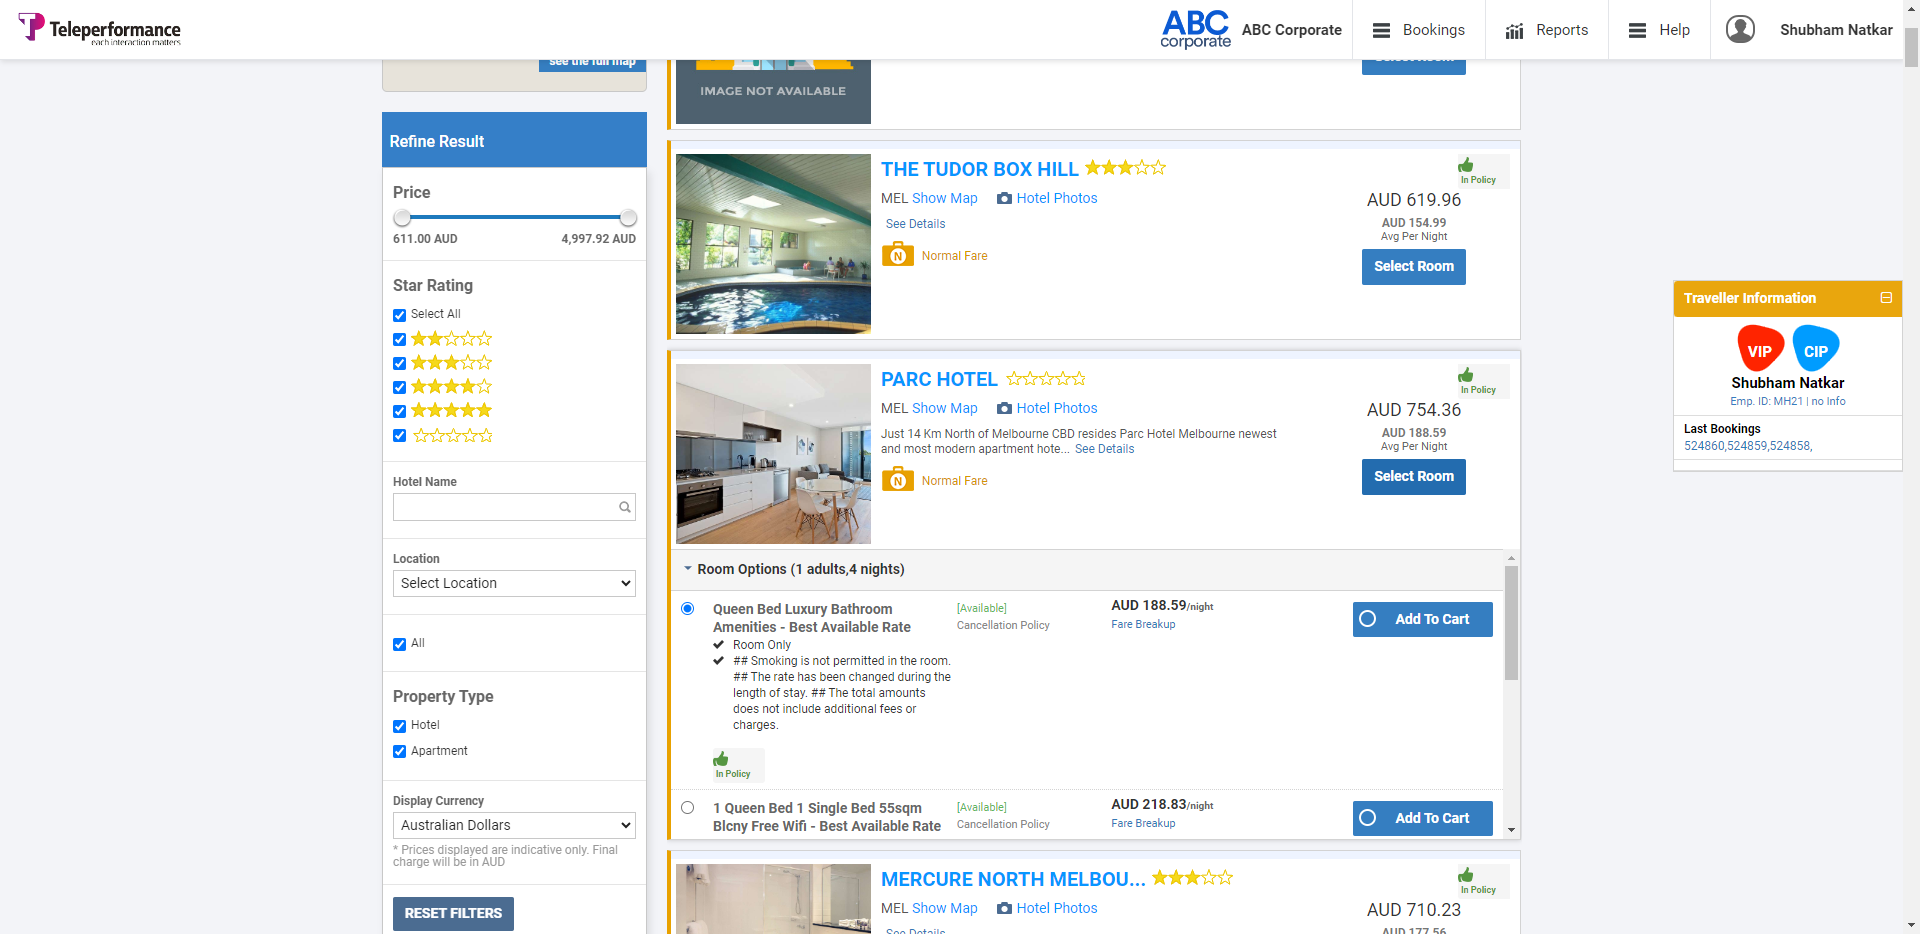 Teleperformance
each interaction matters
ABC
corporate
ABC Corporate
Bookings
Reports
Help
Shubham Natkar
see the full map
Refine Result
Price
611.00 AUD
4,997.92 AUD
Star Rating
Select All
Hotel Name
Location
Select Location
All
Property Type
Hotel
Apartment
Display Currency
Australian Dollars
* Prices displayed are indicative only. Final
charge will be in AUD
RESET FILTERS
IMAGE NOT AVAILABLE
Select Room
THE TUDOR BOX HILL
MEL Show Map
Hotel Photos
See Details
N
Normal Fare
In Policy
AUD 619.96
AUD 154.99
Avg Per Night
Select Room
PARC HOTEL
MEL Show Map
Hotel Photos
Just 14 Km North of Melbourne CBD resides Parc Hotel Melbourne newest
and most modern apartment hote... See Details
N
Normal Fare
In Policy
AUD 754.36
AUD 188.59
Avg Per Night
Select Room
Room Options (1 adults,4 nights)
Queen Bed Luxury Bathroom
Amenities - Best Available Rate
Room Only
## Smoking is not permitted in the room.
## The rate has been changed during the
length of stay. ## The total amounts
does not include additional fees or
charges.
In Policy
[Available]
Cancellation Policy
AUD 188.59/night
Fare Breakup
Add To Cart
1 Queen Bed 1 Single Bed 55sqm
Blcny Free Wifi - Best Available Rate
[Available]
Cancellation Policy
AUD 218.83/night
Fare Breakup
Add To Cart
MERCURE NORTH MELBOU...
MEL Show Map
Hotel Photos
See Details
In Policy
AUD 710.23
AUD 177.56
Traveller Information
VIP
CIP
Shubham Natkar
Emp. ID: MH21 | no Info
Last Bookings
524860,524859,524858,